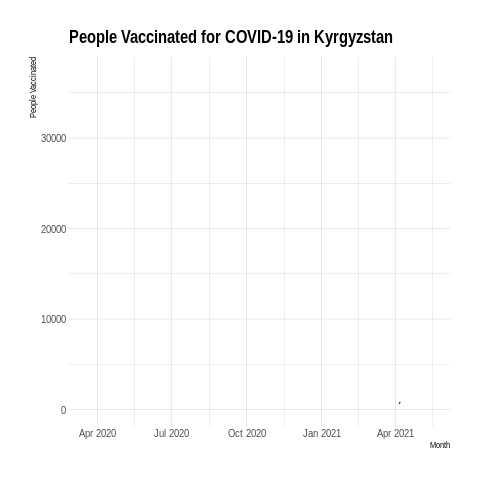 People Vaccinated for COVID-19 in Kyrgyzstan
People Vaccinated
30000
20000
10000
0
Apr 2020 Jul 2020 Oct 2020 Jan 2021 Apr 2021
Month